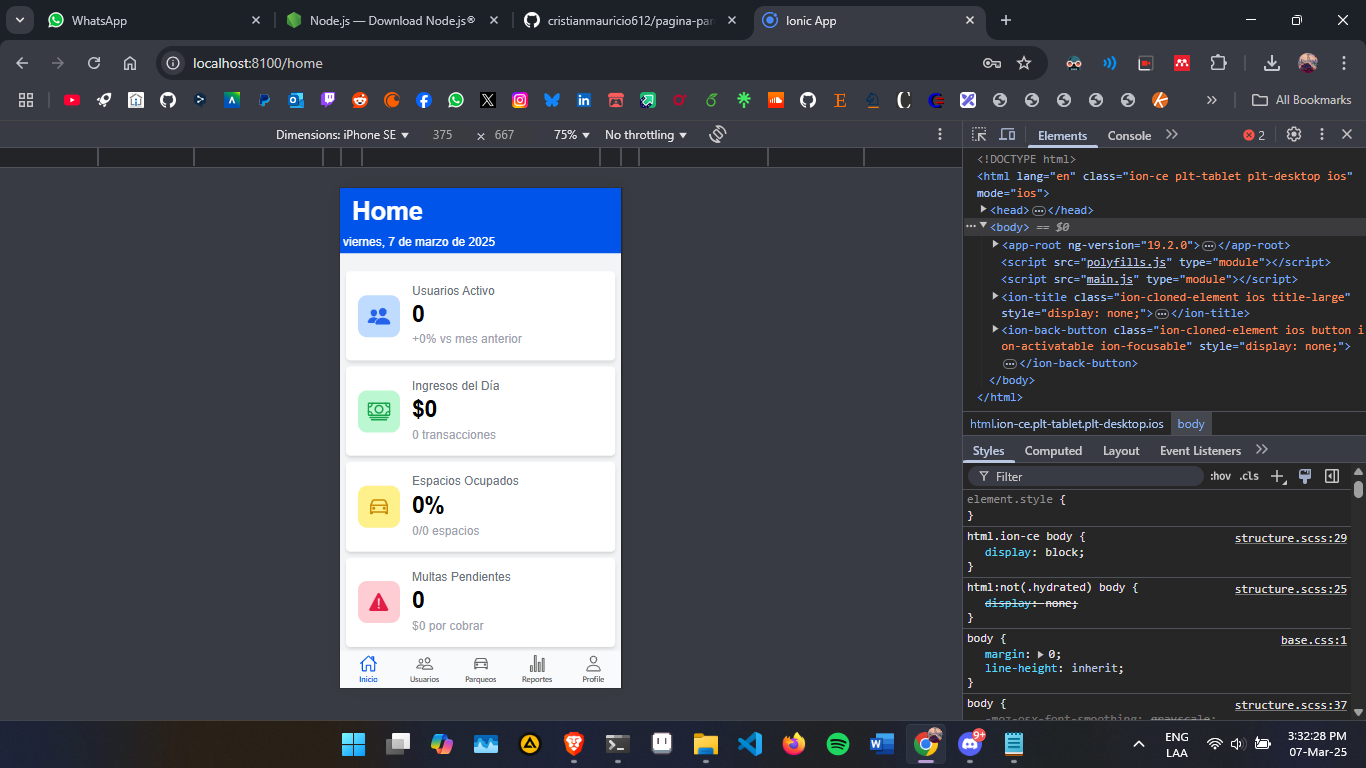 WhatsApp
Node.js — Download Node.js®
cristianmauricio612/pagina-par
Ionic App
localhost:8100/home
All Bookmarks
Dimensions: iPhone SE
375 × 667
75%
No throttling
Elements
Console
2
Home
viernes, 7 de marzo de 2025
Usuarios Activo
0
+0% vs mes anterior
Ingresos del Día
$0
0 transacciones
Espacios Ocupados
0%
0/0 espacios
Multas Pendientes
0
$0 por cobrar
Inicio
Usuarios
Parqueos
Reportes
Profile
<!DOCTYPE html>
<html lang="en" class="ion-ce plt-tablet plt-desktop ios"
mode="ios">
<head>…</head>
<body> == $0
<app-root ng-version="19.2.0">…</app-root>
<script src="polyfills.js" type="module"></script>
<script src="main.js" type="module"></script>
<ion-title class="ion-cloned-element ios title-large"
style="display: none;">…</ion-title>
<ion-back-button class="ion-cloned-element ios button i
on-activatable ion-focusable" style="display: none;">
…</ion-back-button>
</body>
</html>
html.ion-ce.plt-tablet.plt-desktop.ios body
Styles
Computed
Layout
Event Listeners
Filter
:hov .cls
element.style {
}
html.ion-ce body { structure.scss:29
display: block;
}
html:not(.hydrated) body { structure.scss:25
display: none;
}
body { base.css:1
margin: 0;
line-height: inherit;
}
body { structure.scss:37
-moz-osx-font-smoothing: grayscale;
9+
ENG
LAA
3:32:28 PM
07-Mar-25